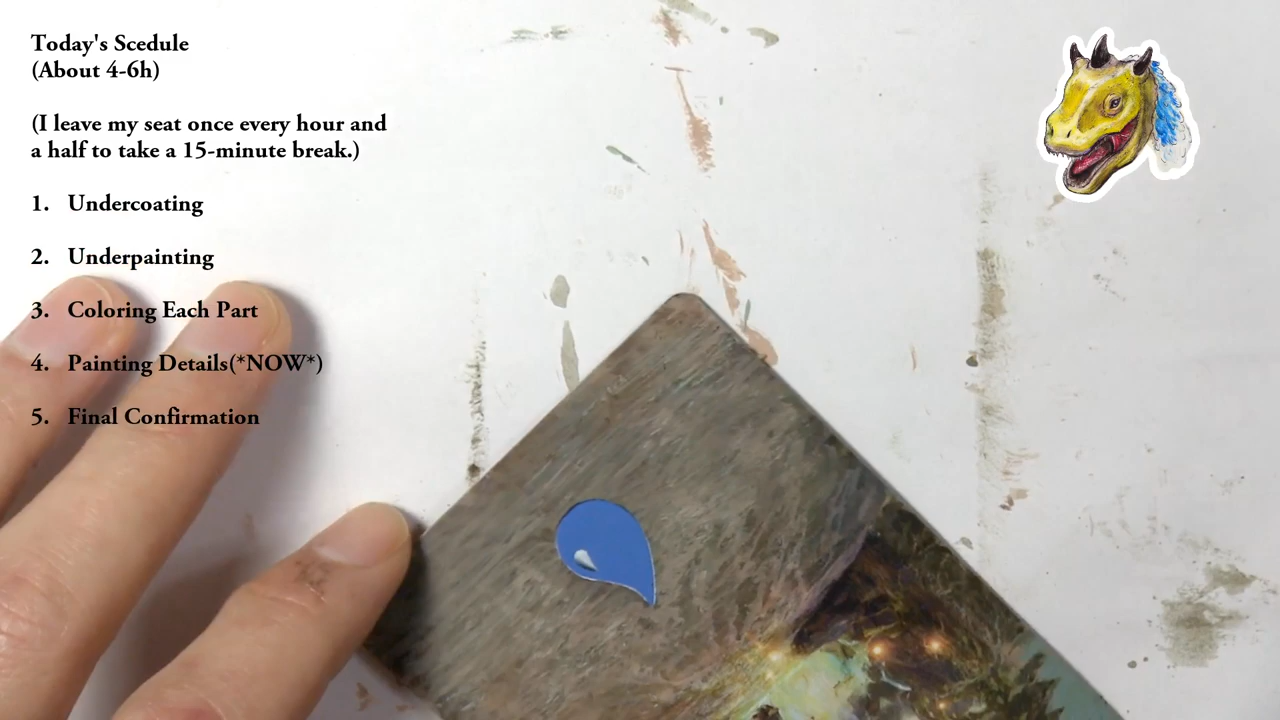 Today's Scedule
(About 4-6h)
(I leave my seat once every hour and
a half to take a 15-minute break.)
1. Undercoating
2. Underpainting
3. Coloring Each Part
4. Painting Details(*NOW*)
5. Final Confirmation